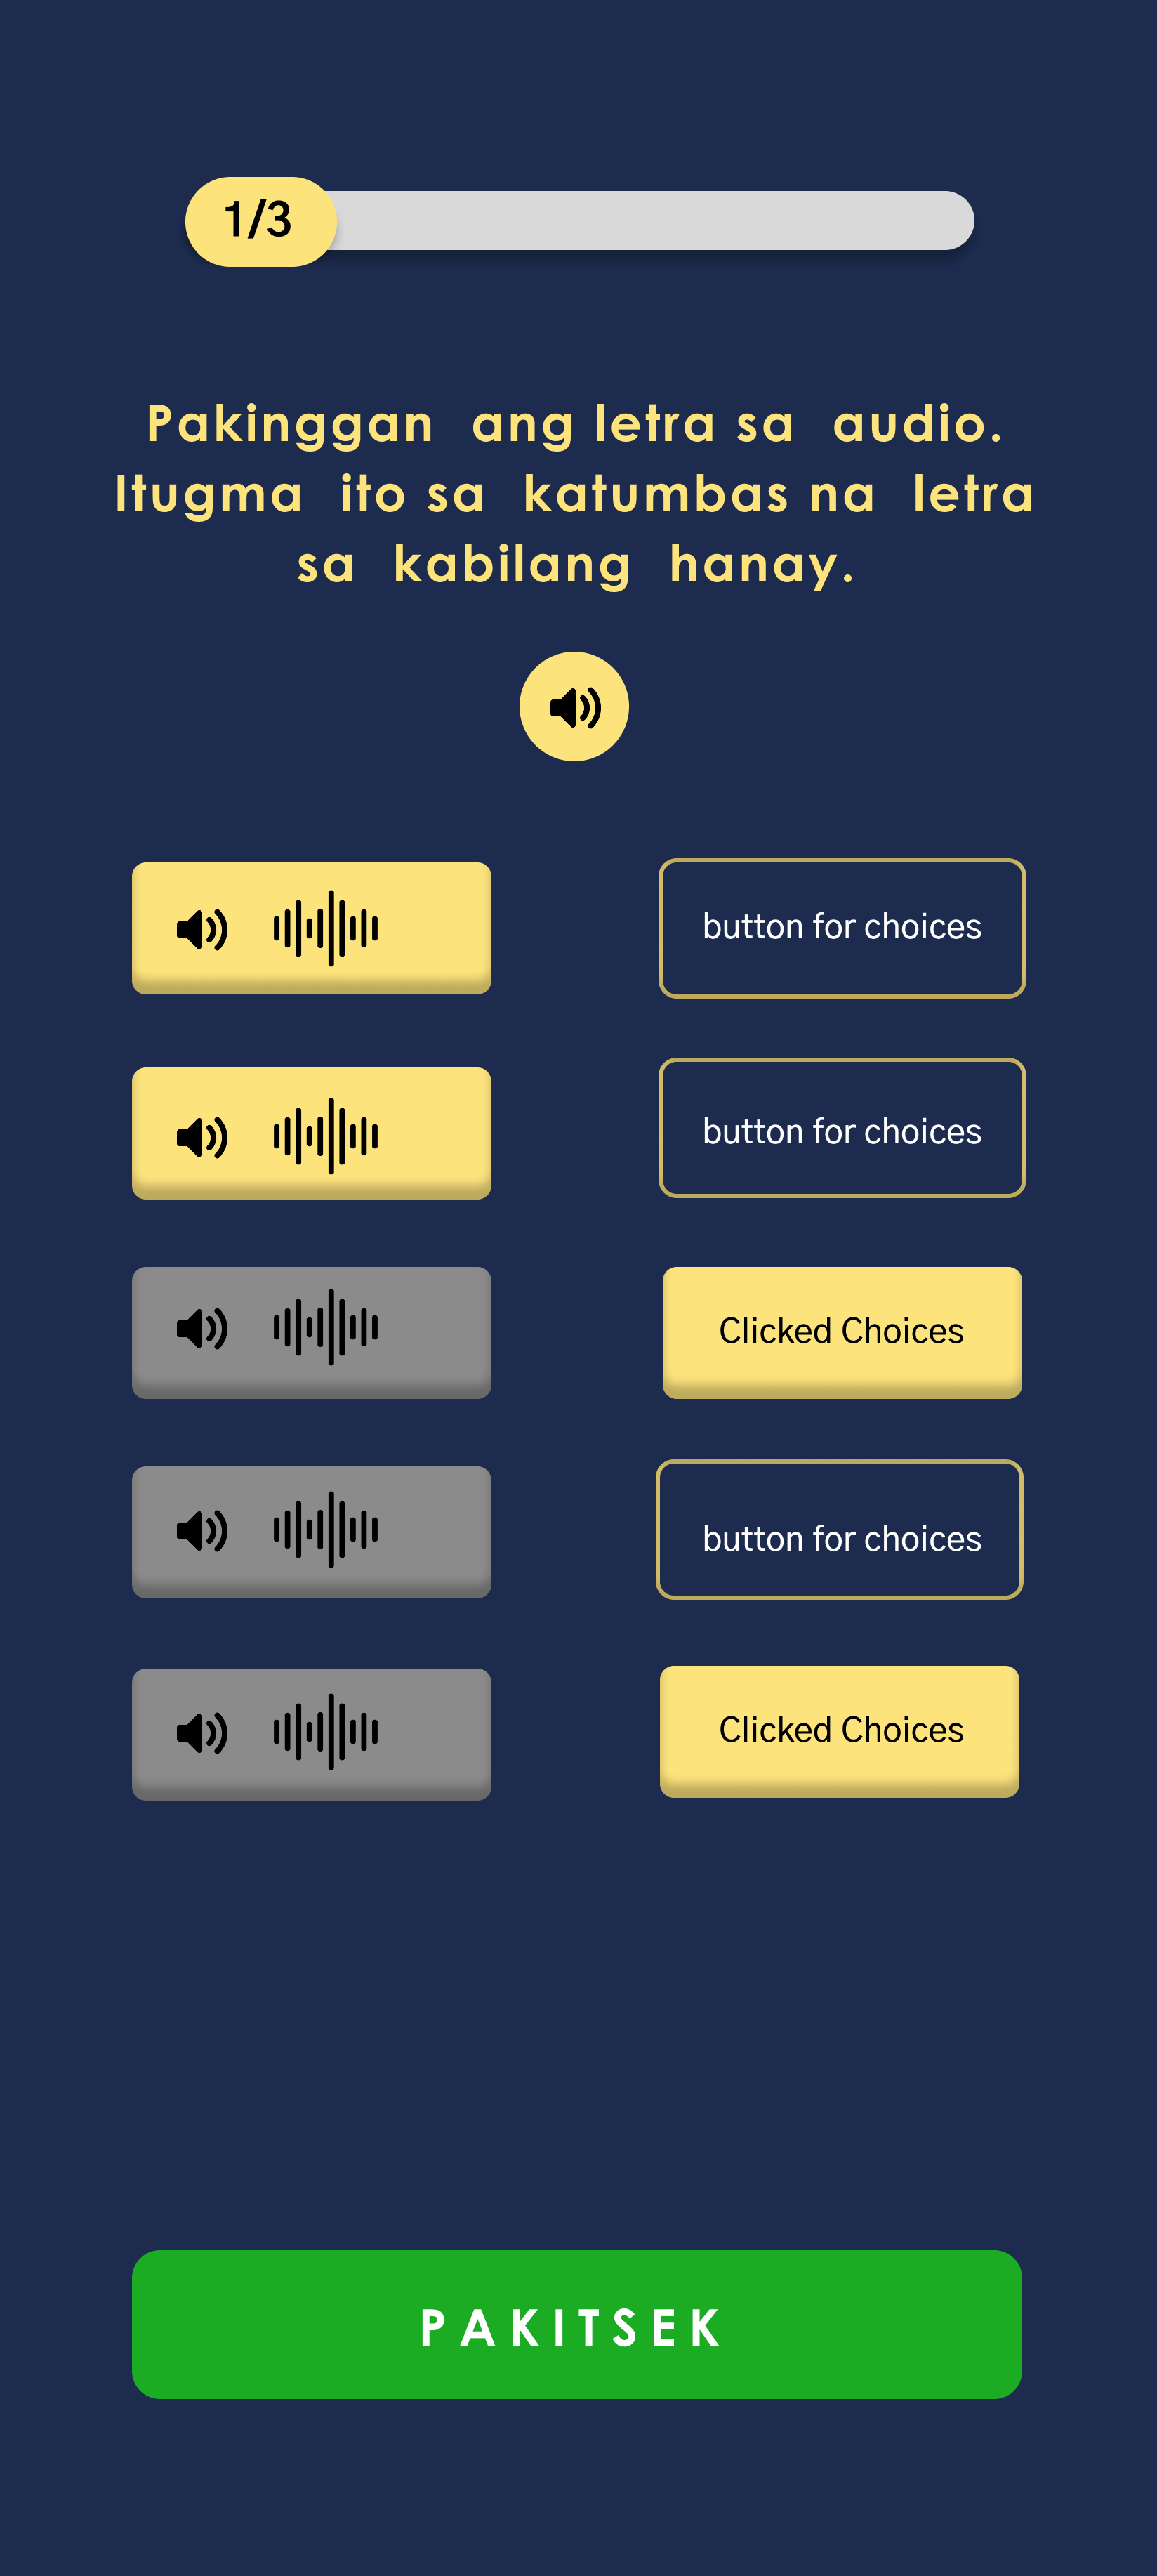 1/3
Pakinggan ang letra sa audio.
Itugma ito sa katumbas na letra
sa kabilang hanay.
button for choices
button for choices
Clicked Choices
button for choices
Clicked Choices
PAKITSEK